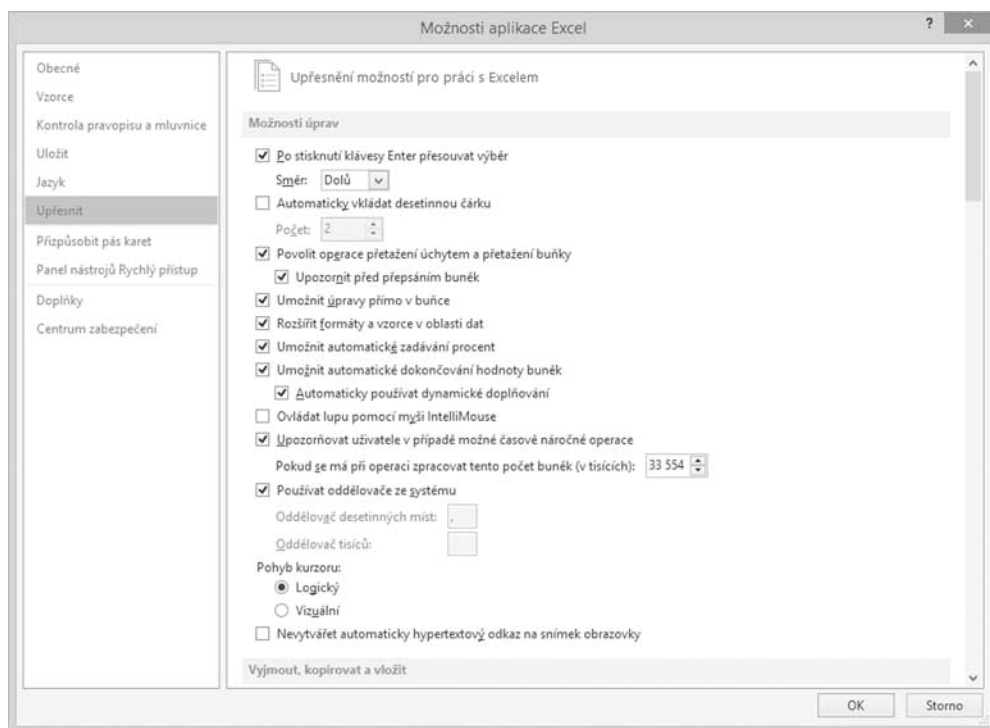 Možnosti aplikace Excel
?
Obecné
Vzorce
Kontrola pravopisu a mluvnice
Uložit
Jazyk
Upřesnit
Přizpůsobit pás karet
Panel nástrojů Rychlý přístup
Doplňky
Centrum zabezpečení
Upřesnění možností pro práci s Excelem
Možnosti úprav
Po stisknutí klávesy Enter přesouvat výběr
Směr: Dolů
Automaticky vkládat desetinnou čárku
Počet: 2
Povolit operace přetažení úchytem a přetažení buňky
Upozornit před přepsáním buněk
Umožnit úpravy přímo v buňce
Rozšířit formáty a vzorce v oblasti dat
Umožnit automatické zadávání procent
Umožnit automatické dokončování hodnoty buněk
Automaticky používat dynamické doplňování
Ovládat lupu pomocí myši IntelliMouse
Upozorňovat uživatele v případě možné časově náročné operace
Pokud se má při operaci zpracovat tento počet buněk (v tisících): 33 554
Používat oddělovače ze systému
Oddělovač desetinných míst: ,
Oddělovač tisíců:
Pohyb kurzoru:
Logický
Vizuální
Nevytvářet automaticky hypertextový odkaz na snímek obrazovky
Vyjmout, kopírovat a vložit
OK
Storno